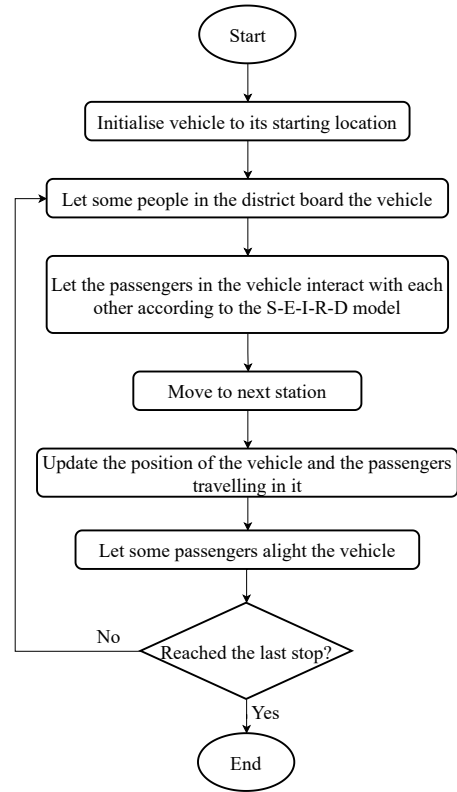 Start
Initialise vehicle to its starting location
Let some people in the district board the vehicle
Let the passengers in the vehicle interact with each
other according to the S-E-I-R-D model
Move to next station
Update the position of the vehicle and the passengers
travelling in it
Let some passengers alight the vehicle
No
Reached the last stop?
Yes
End